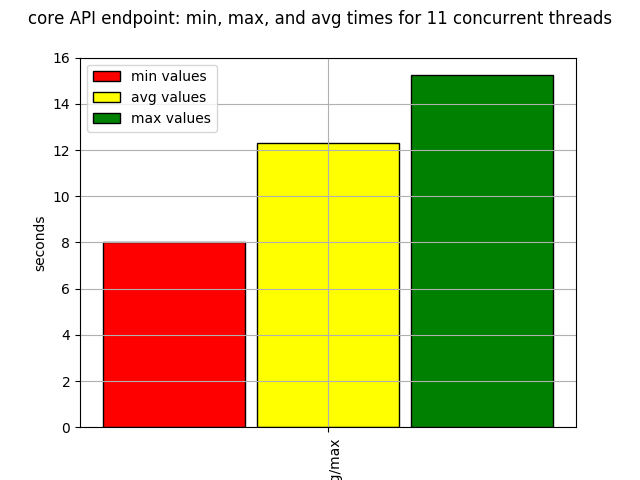 core API endpoint: min, max, and avg times for 11 concurrent threads
min values
avg values
max values
seconds
16
14
12
10
8
6
4
2
0
g/max